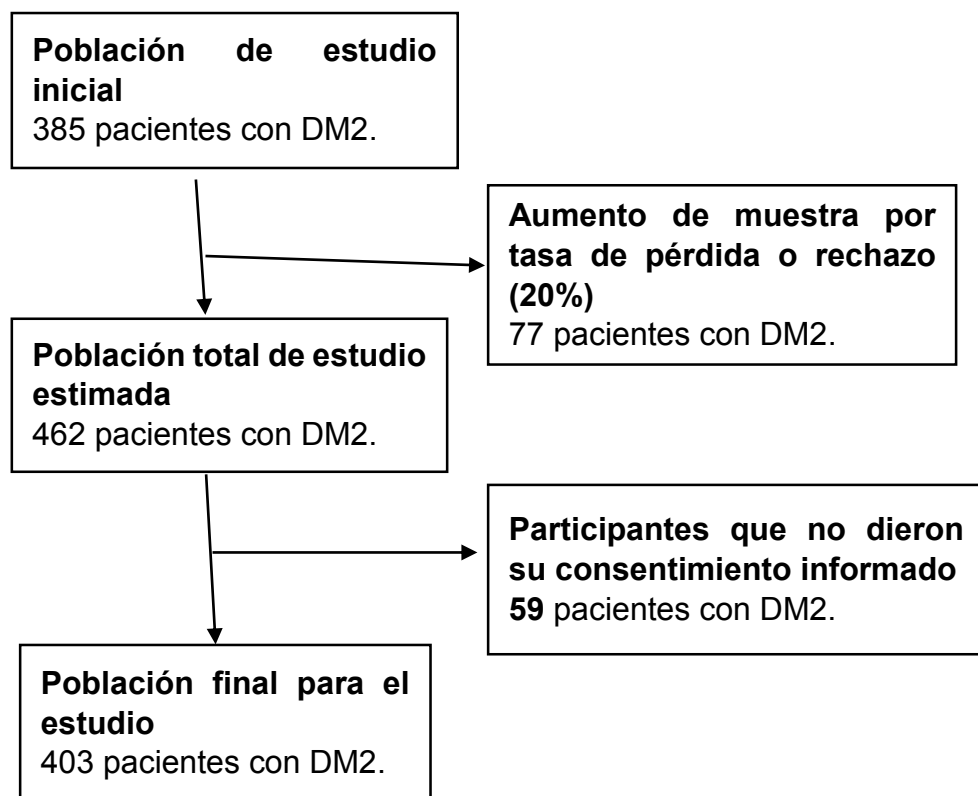 Población de estudio
inicial
385 pacientes con DM2.
Aumento de muestra por
tasa de pérdida o rechazo
(20%)
77 pacientes con DM2.
Población total de estudio
estimada
462 pacientes con DM2.
Participantes que no dieron
su consentimiento informado
59 pacientes con DM2.
Población final para el
estudio
403 pacientes con DM2.